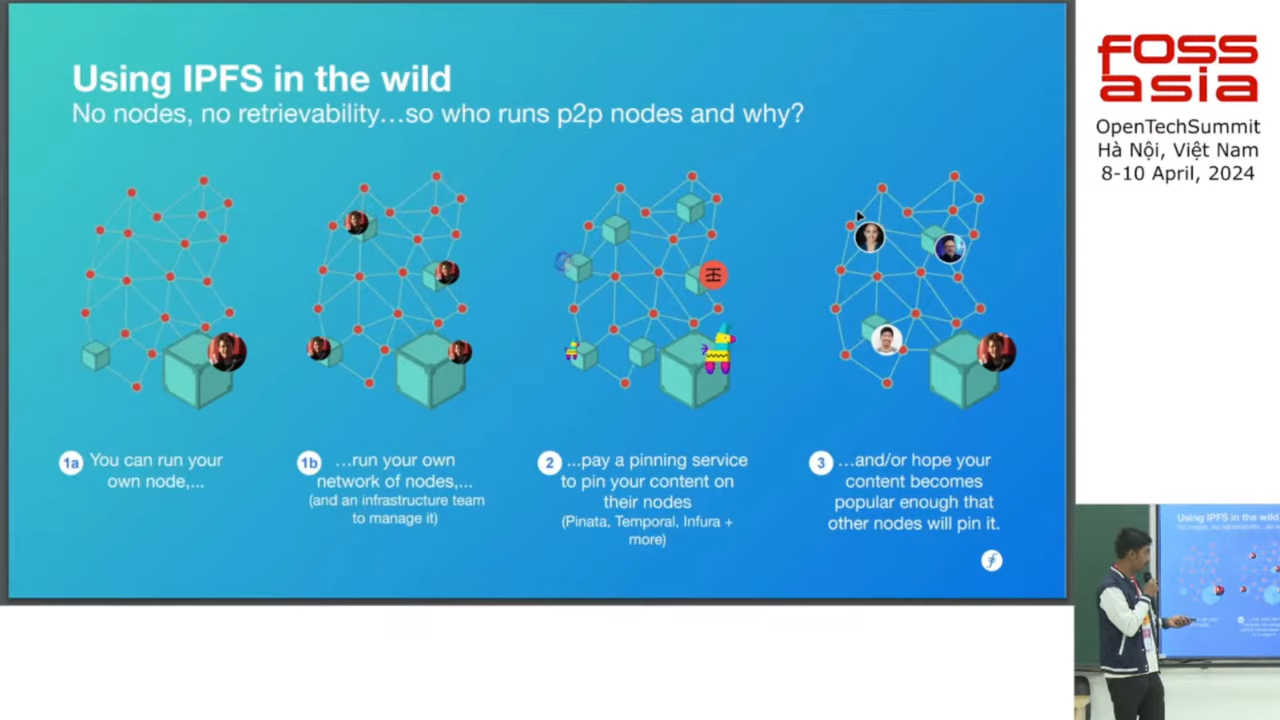 Using IPFS in the wild
No nodes, no retrievability...so who runs p2p nodes and why?
1a You can run your
own node,...
1b ...run your own
network of nodes,...
(and an infrastructure team
to manage it)
2 ...pay a pinning service
to pin your content on
their nodes
(Pinata, Temporal, Infura +
more)
3 ...and/or hope your
content becomes
popular enough that
other nodes will pin it.
FOSS
asia
OpenTechSummit
Hà Nội, Việt Nam
8-10 April, 2024
Using IPFS in the wild